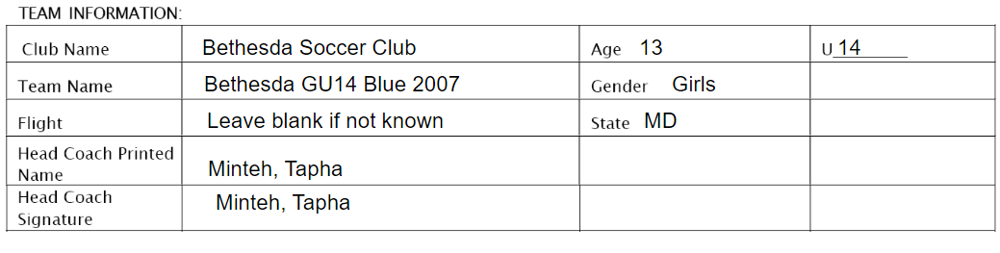 TEAM INFORMATION:
Club Name Bethesda Soccer Club Age 13 U 14
Team Name Bethesda GU14 Blue 2007 Gender Girls
Flight Leave blank if not known State MD
Head Coach Printed
Name Minteh, Tapha
Head Coach
Signature Minteh, Tapha